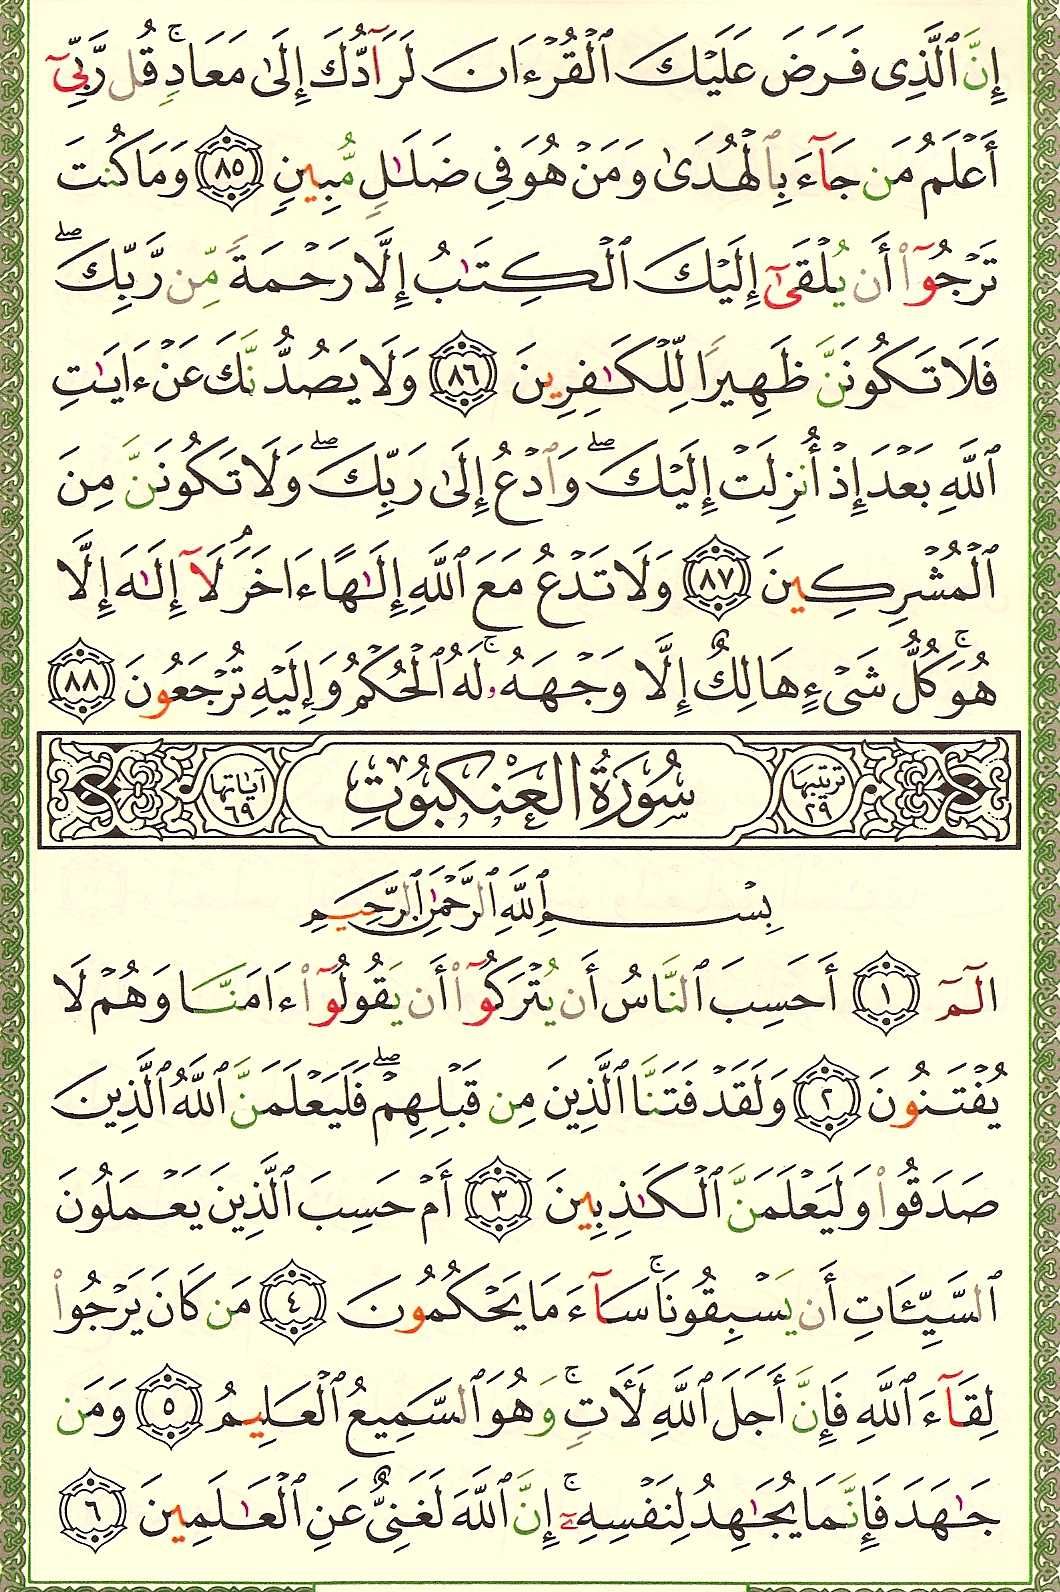 إِنَّ ٱلَّذِى فَرَضَ عَلَيْكَ ٱلْقُرْءَانَ لَرَآدُّكَ إِلَىٰ مَعَادٍۚ قُل رَّبِّىٓ
أَعْلَمُ مَن جَآءَ بِٱلْهُدَىٰ وَمَنْ هُوَ فِى ضَلَـٰلٍ مُّبِينٍ ٨٥ وَمَا كُنتَ
تَرْجُوٓا۟ أَن يُلْقَىٰٓ إِلَيْكَ ٱلْكِتَـٰبُ إِلَّا رَحْمَةً مِّن رَّبِّكَۖ
فَلَا تَكُونَنَّ ظَهِيرًا لِّلْكَـٰفِرِينَ ٨٦ وَلَا يَصُدُّنَّكَ عَنْ ءَايَـٰتِ
ٱللَّهِ بَعْدَ إِذْ أُنزِلَتْ إِلَيْكَۖ وَٱدْعُ إِلَىٰ رَبِّكَۖ وَلَا تَكُونَنَّ مِنَ
ٱلْمُشْرِكِينَ ٨٧ وَلَا تَدْعُ مَعَ ٱللَّهِ إِلَـٰهًا ءَاخَرَۘ لَآ إِلَـٰهَ إِلَّا
هُوَۚ كُلُّ شَىْءٍ هَالِكٌ إِلَّا وَجْهَهُۥۚ لَهُ ٱلْحُكْمُ وَإِلَيْهِ تُرْجَعُونَ ٨٨
ترتيبها ٢٩ سُورَةُ العَنْكبُوتِ آياتها ٦٩
بِسْمِ ٱللَّهِ ٱلرَّحْمَـٰنِ ٱلرَّحِيمِ
الٓمٓ ١ أَحَسِبَ ٱلنَّاسُ أَن يُتْرَكُوٓا۟ أَن يَقُولُوٓا۟ ءَامَنَّا وَهُمْ لَا
يُفْتَنُونَ ٢ وَلَقَدْ فَتَنَّا ٱلَّذِينَ مِن قَبْلِهِمْۖ فَلَيَعْلَمَنَّ ٱللَّهُ ٱلَّذِينَ
صَدَقُوا۟ وَلَيَعْلَمَنَّ ٱلْكَـٰذِبِينَ ٣ أَمْ حَسِبَ ٱلَّذِينَ يَعْمَلُونَ
ٱلسَّيِّـَٔاتِ أَن يَسْبِقُونَاۚ سَآءَ مَا يَحْكُمُونَ ٤ مَن كَانَ يَرْجُوا۟
لِقَآءَ ٱللَّهِ فَإِنَّ أَجَلَ ٱللَّهِ لَـَٔاتٍۚ وَهُوَ ٱلسَّمِيعُ ٱلْعَلِيمُ ٥ وَمَن
جَـٰهَدَ فَإِنَّمَا يُجَـٰهِدُ لِنَفْسِهِۦٓۚ إِنَّ ٱللَّهَ لَغَنِىٌّ عَنِ ٱلْعَـٰلَمِينَ ٦